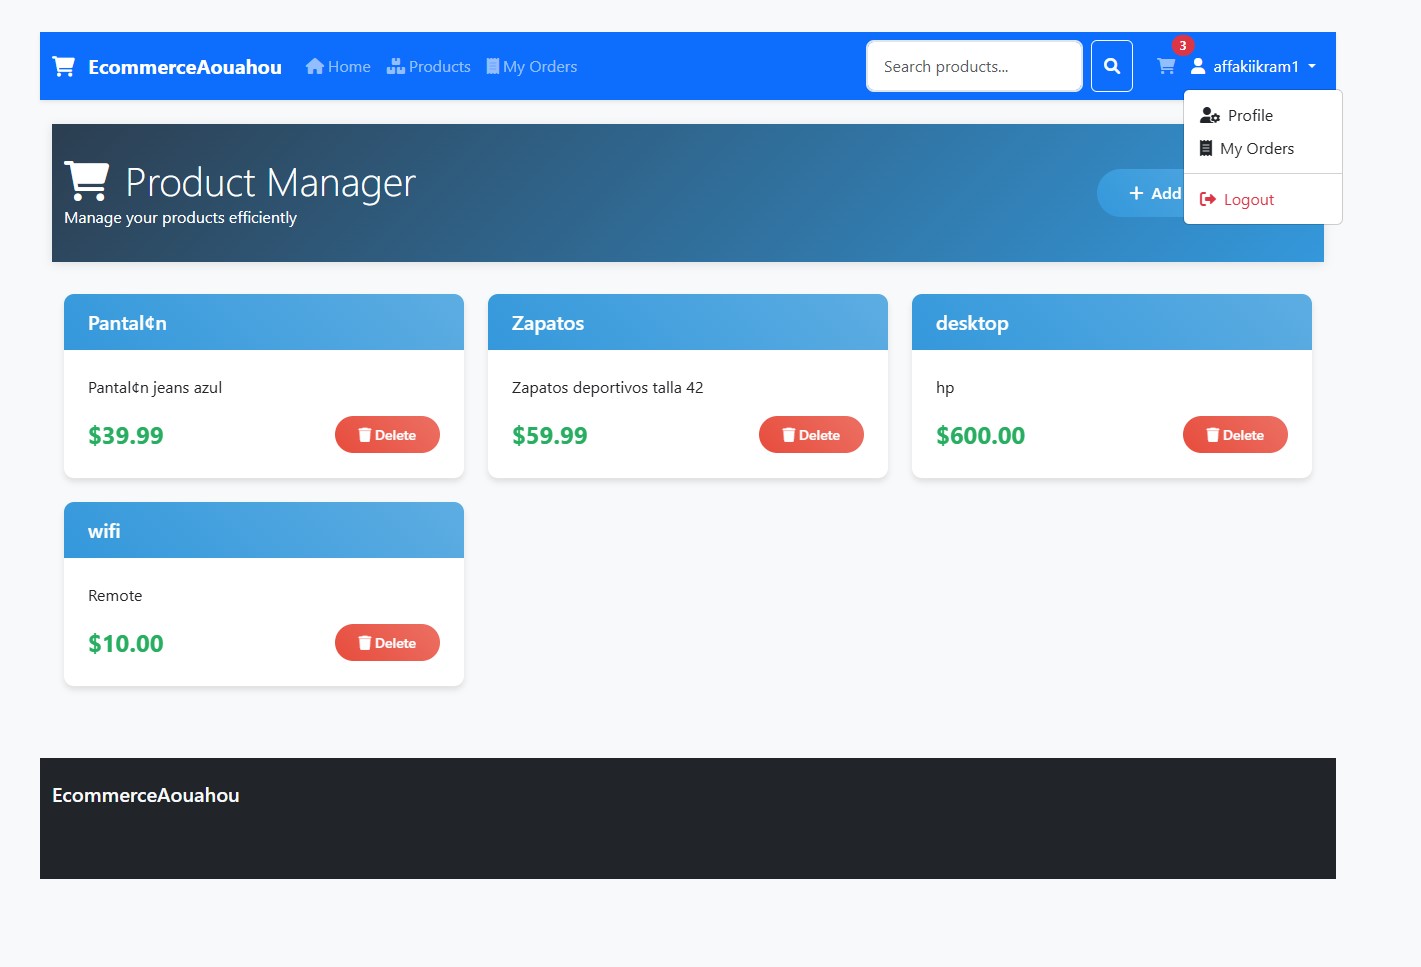 EcommerceAouahou Home Products My Orders Search products... 3 affakiikram1
Profile
My Orders
Logout
Product Manager
Manage your products efficiently
Add
Pantal¢n
Pantal¢n jeans azul
$39.99 Delete
Zapatos
Zapatos deportivos talla 42
$59.99 Delete
desktop
hp
$600.00 Delete
wifi
Remote
$10.00 Delete
EcommerceAouahou